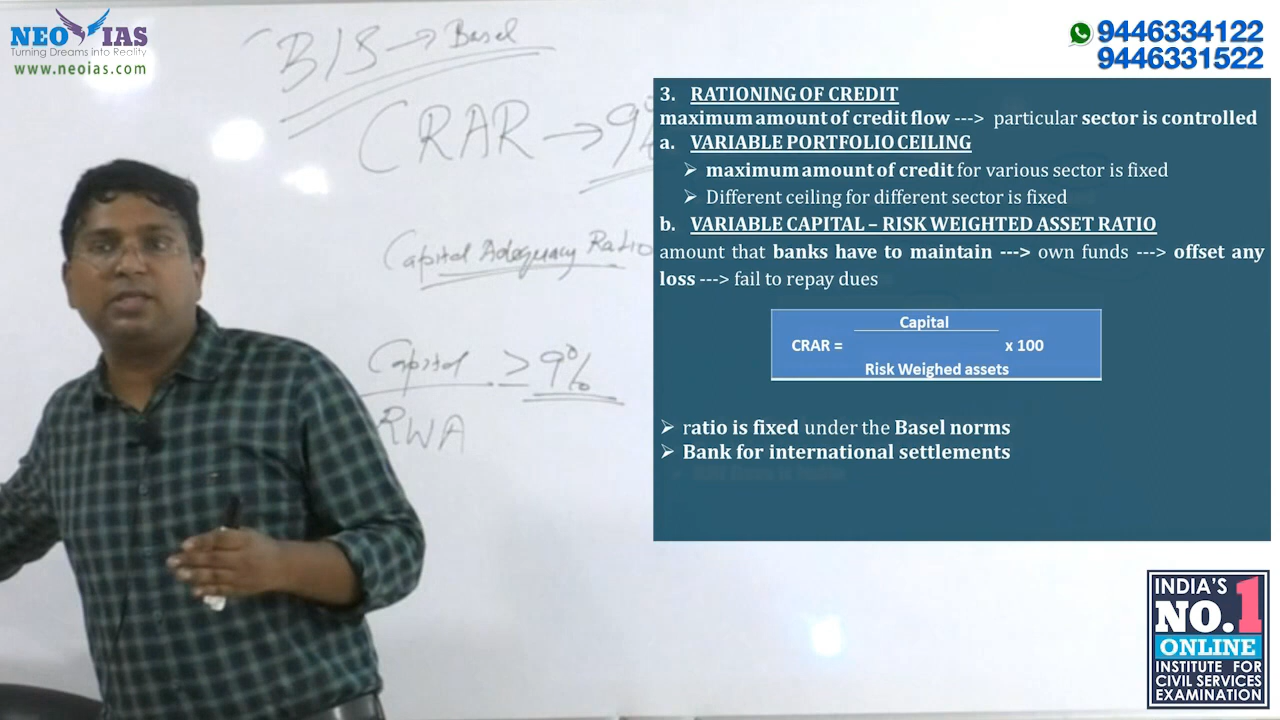 NEO IAS
Turning Dreams into Reality
www.neoias.com
9446334122
9446331522
BIS → Basel
CRAR → 9%
Capital Adequacy Ratio
Capital ≥ 9%
RWA
3. RATIONING OF CREDIT
maximum amount of credit flow ---> particular sector is controlled
a. VARIABLE PORTFOLIO CEILING
➢ maximum amount of credit for various sector is fixed
➢ Different ceiling for different sector is fixed
b. VARIABLE CAPITAL – RISK WEIGHTED ASSET RATIO
amount that banks have to maintain ---> own funds ---> offset any
loss ---> fail to repay dues
Capital
CRAR = x 100
Risk Weighed assets
➢ ratio is fixed under the Basel norms
➢ Bank for international settlements
INDIA'S
NO.1
ONLINE
INSTITUTE FOR
CIVIL SERVICES
EXAMINATION